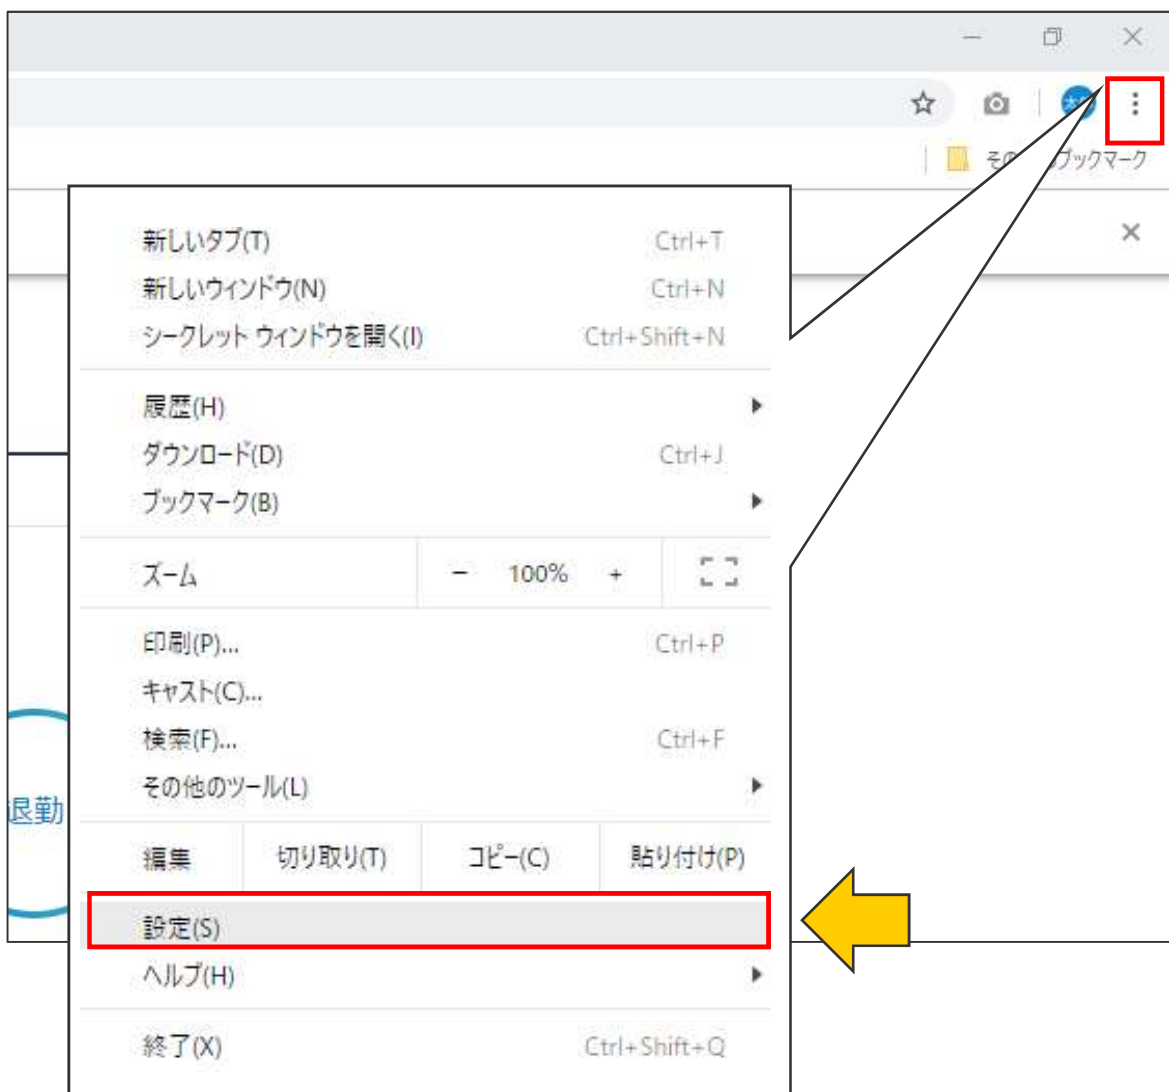 ブックマーク
新しいタブ(T) Ctrl+T
新しいウィンドウ(N) Ctrl+N
シークレット ウィンドウを開く(I) Ctrl+Shift+N
履歴(H)
ダウンロード(D) Ctrl+J
ブックマーク(B)
ズーム － 100% +
印刷(P)... Ctrl+P
キャスト(C)...
検索(F)... Ctrl+F
その他のツール(L)
退勤
編集 切り取り(T) コピー(C) 貼り付け(P)
設定(S)
ヘルプ(H)
終了(X) Ctrl+Shift+Q